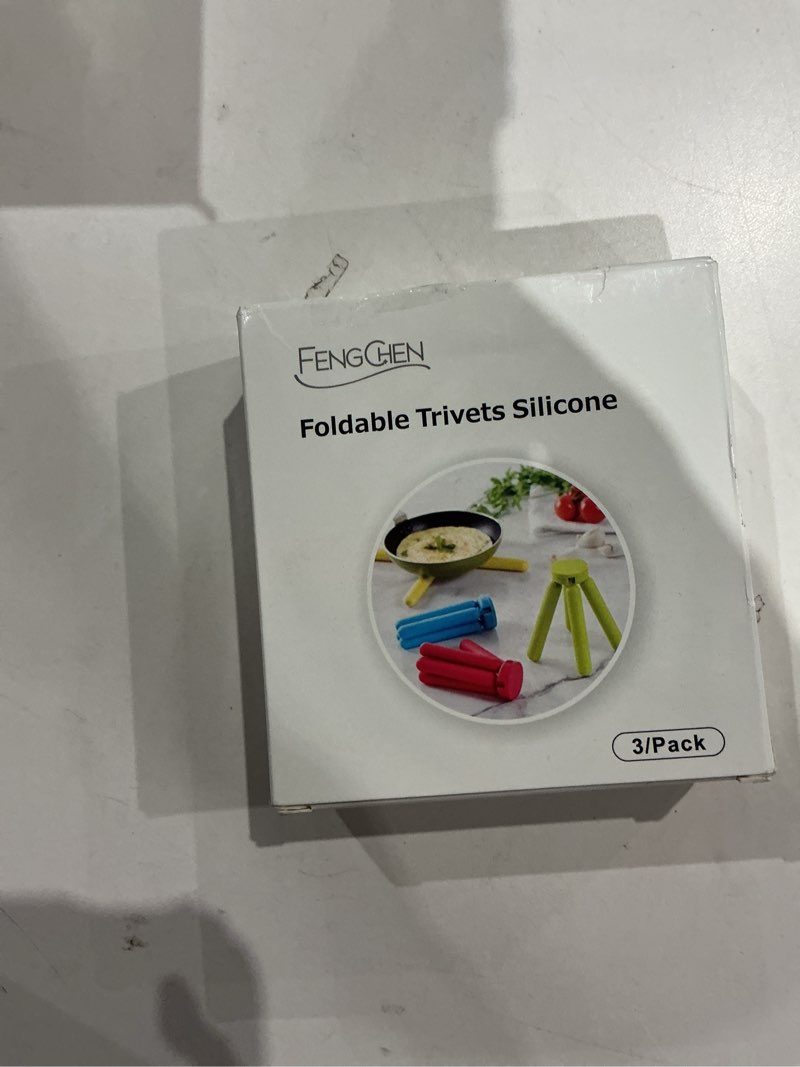 FENGCHEN
Foldable Trivets Silicone
3/Pack